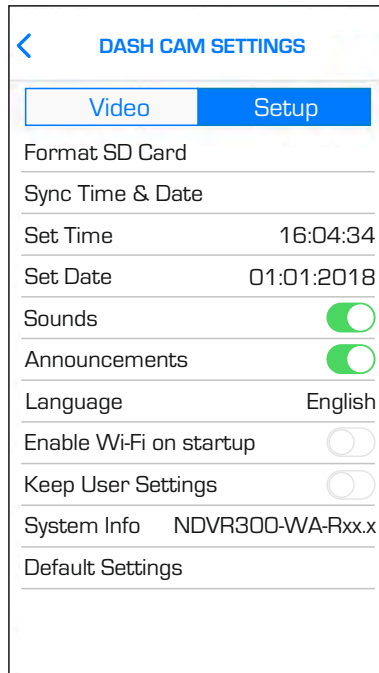 DASH CAM SETTINGS
Video Setup
Format SD Card
Sync Time & Date
Set Time 16:04:34
Set Date 01:01:2018
Sounds
Announcements
Language English
Enable Wi-Fi on startup
Keep User Settings
System Info NDVR300-WA-Rxx.x
Default Settings